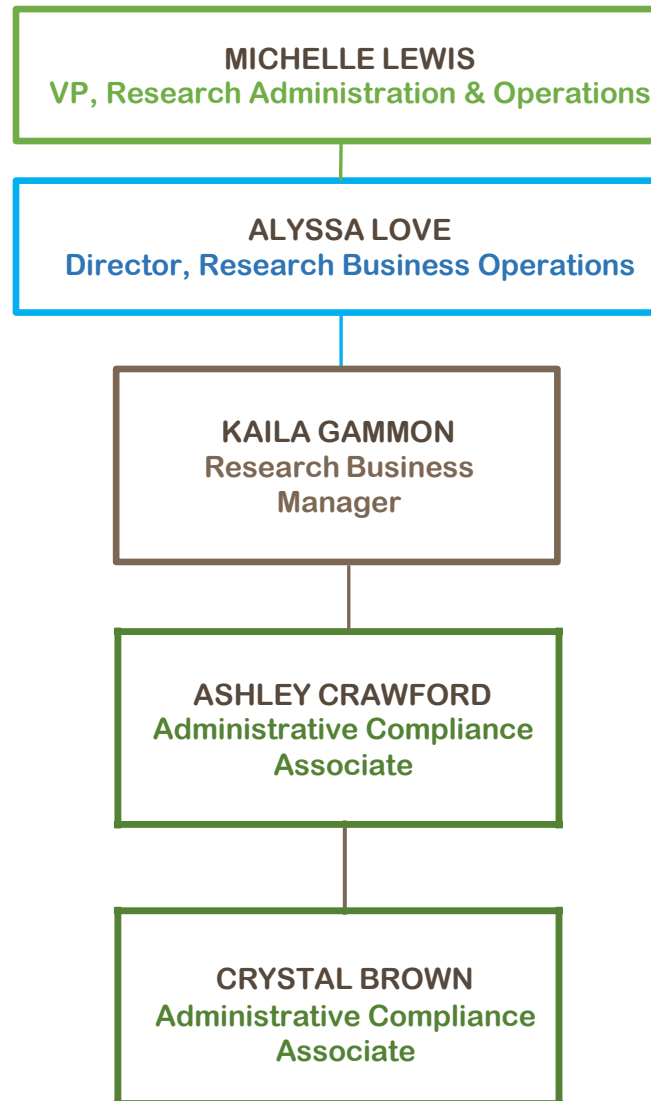 MICHELLE LEWIS
VP, Research Administration & Operations
ALYSSA LOVE
Director, Research Business Operations
KAILA GAMMON
Research Business
Manager
ASHLEY CRAWFORD
Administrative Compliance
Associate
CRYSTAL BROWN
Administrative Compliance
Associate